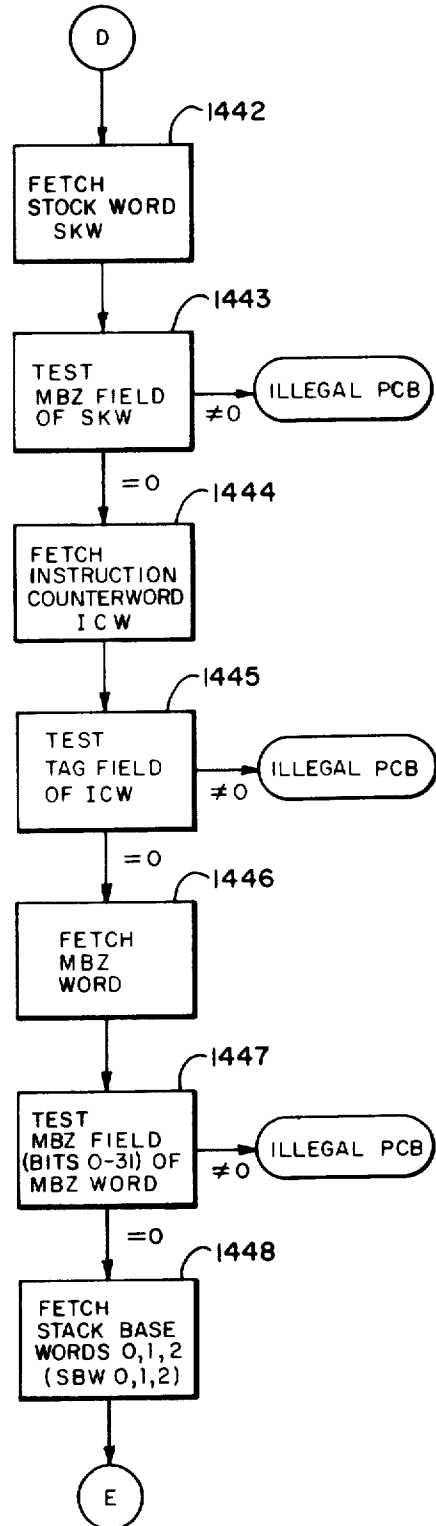 D
1442
FETCH
STOCK WORD
SKW
1443
TEST
MBZ FIELD
OF SKW
≠0
ILLEGAL PCB
=0
1444
FETCH
INSTRUCTION
COUNTERWORD
ICW
1445
TEST
TAG FIELD
OF ICW
≠0
ILLEGAL PCB
=0
1446
FETCH
MBZ
WORD
1447
TEST
MBZ FIELD
(BITS 0-31) OF
MBZ WORD
≠0
ILLEGAL PCB
=0
1448
FETCH
STACK BASE
WORDS 0,1,2
(SBW 0,1,2)
E